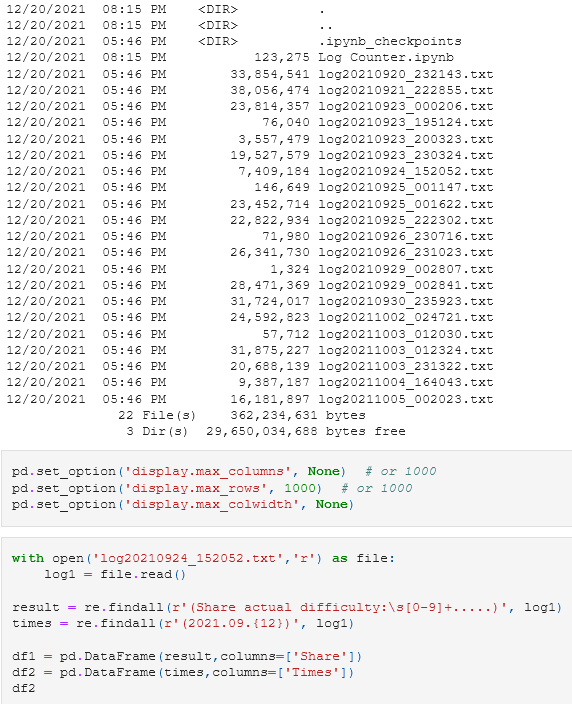 12/20/2021  08:15 PM    <DIR>          .
12/20/2021  08:15 PM    <DIR>          ..
12/20/2021  05:46 PM    <DIR>          .ipynb_checkpoints
12/20/2021  08:15 PM           123,275 Log Counter.ipynb
12/20/2021  05:46 PM        33,854,541 log20210920_232143.txt
12/20/2021  05:46 PM        38,056,474 log20210921_222855.txt
12/20/2021  05:46 PM        23,814,357 log20210923_000206.txt
12/20/2021  05:46 PM            76,040 log20210923_195124.txt
12/20/2021  05:46 PM         3,557,479 log20210923_200323.txt
12/20/2021  05:46 PM        19,527,579 log20210923_230324.txt
12/20/2021  05:46 PM         7,409,184 log20210924_152052.txt
12/20/2021  05:46 PM           146,649 log20210925_001147.txt
12/20/2021  05:46 PM        23,452,714 log20210925_001622.txt
12/20/2021  05:46 PM        22,822,934 log20210925_222302.txt
12/20/2021  05:46 PM            71,980 log20210926_230716.txt
12/20/2021  05:46 PM        26,341,730 log20210926_231023.txt
12/20/2021  05:46 PM             1,324 log20210929_002807.txt
12/20/2021  05:46 PM        28,471,369 log20210929_002841.txt
12/20/2021  05:46 PM        31,724,017 log20210930_235923.txt
12/20/2021  05:46 PM        24,592,823 log20211002_024721.txt
12/20/2021  05:46 PM            57,712 log20211003_012030.txt
12/20/2021  05:46 PM        31,875,227 log20211003_012324.txt
12/20/2021  05:46 PM        20,688,139 log20211003_231322.txt
12/20/2021  05:46 PM         9,387,187 log20211004_164043.txt
12/20/2021  05:46 PM        16,181,897 log20211005_002023.txt
22 File(s)    362,234,631 bytes
3 Dir(s)  29,650,034,688 bytes free
pd.set_option('display.max_columns', None)  # or 1000
pd.set_option('display.max_rows', 1000)  # or 1000
pd.set_option('display.max_colwidth', None)
with open('log20210924_152052.txt','r') as file:
    log1 = file.read()
result = re.findall(r'(Share actual difficulty:\s[0-9]+.....)', log1)
times = re.findall(r'(2021.09.{12})', log1)
df1 = pd.DataFrame(result,columns=['Share'])
df2 = pd.DataFrame(times,columns=['Times'])
df2